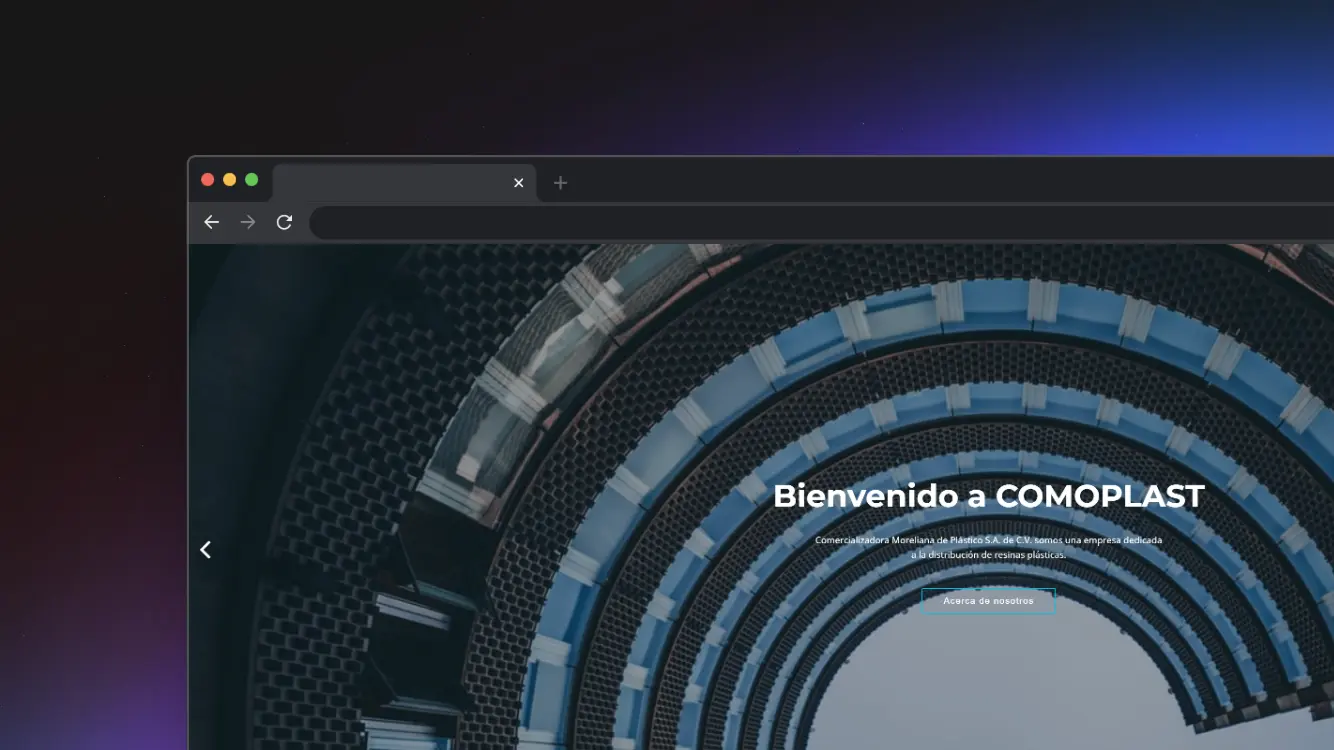 Bienvenido a COMOPLAST
Comercializadora Moreliana de Plástico S.A. de C.V. somos una empresa dedicada
a la distribución de resinas plásticas.
Acerca de nosotros